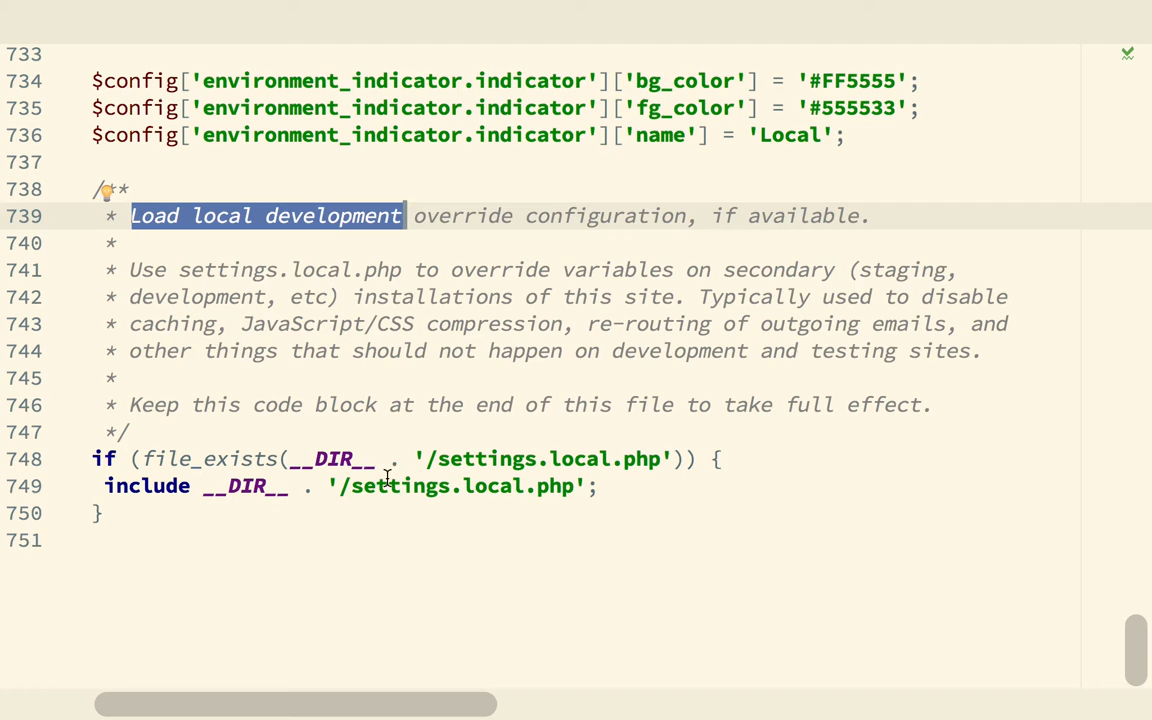 733
734 $config['environment_indicator.indicator']['bg_color'] = '#FF5555';
735 $config['environment_indicator.indicator']['fg_color'] = '#555533';
736 $config['environment_indicator.indicator']['name'] = 'Local';
737
738 /**
739 * Load local development override configuration, if available.
740 *
741 * Use settings.local.php to override variables on secondary (staging,
742 * development, etc) installations of this site. Typically used to disable
743 * caching, JavaScript/CSS compression, re-routing of outgoing emails, and
744 * other things that should not happen on development and testing sites.
745 *
746 * Keep this code block at the end of this file to take full effect.
747 */
748 if (file_exists(__DIR__ . '/settings.local.php')) {
749 include __DIR__ . '/settings.local.php';
750 }
751